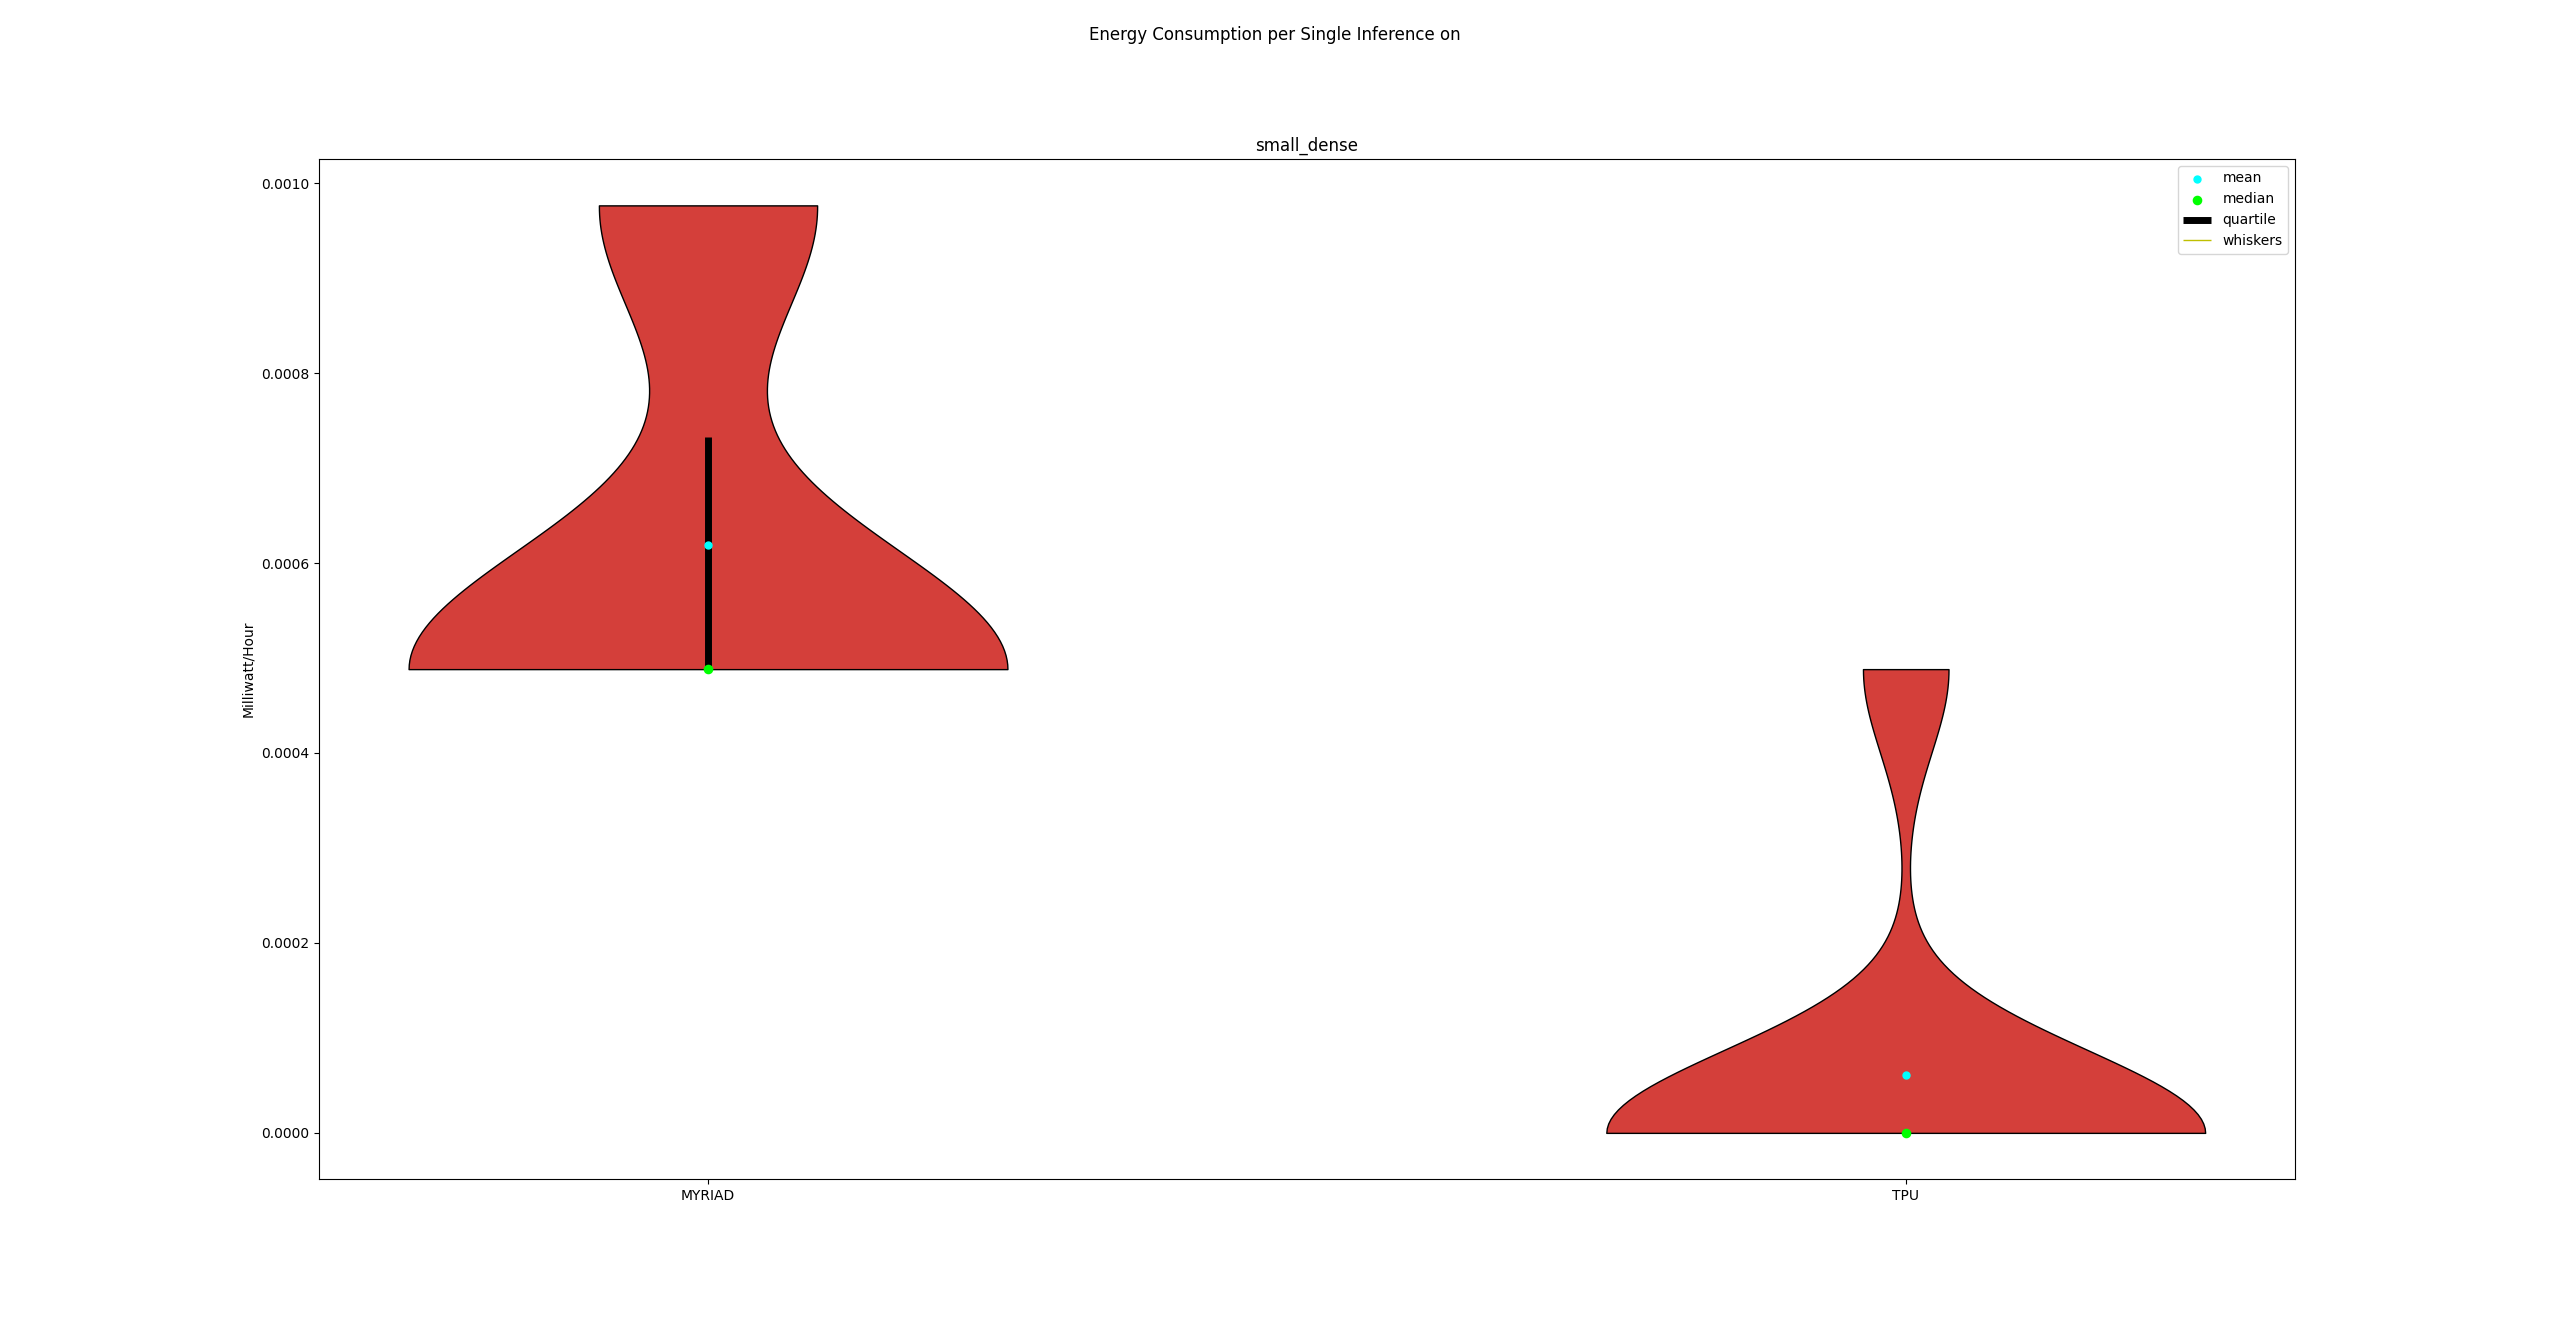 Energy Consumption per Single Inference on
small_dense
mean
median
quartile
whiskers
Milliwatt/Hour
0.0010
0.0008
0.0006
0.0004
0.0002
0.0000
MYRIAD
TPU